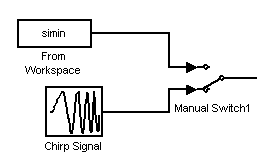 simin
From
Workspace
Manual Switch1
Chirp Signal